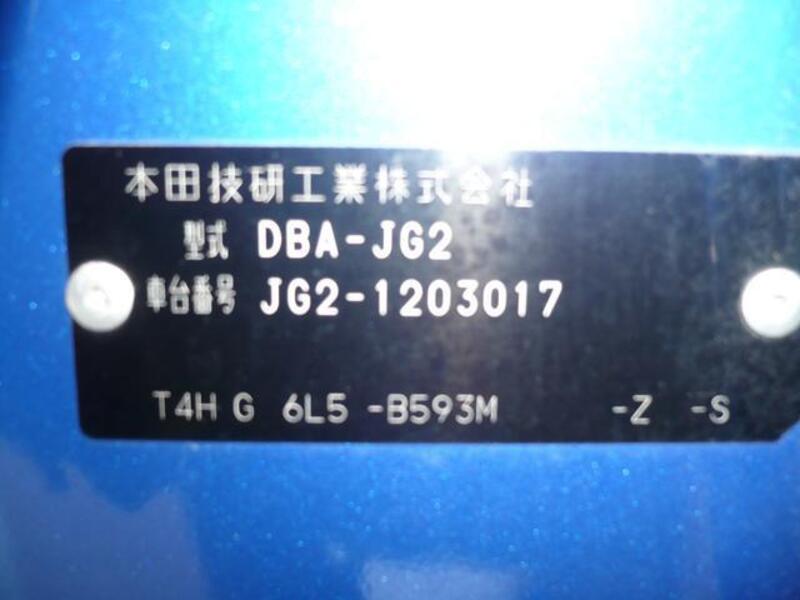 本田技研工業株式会社
型式 DBA-JG2
車台番号 JG2-1203017
T4H G 6L5 -B593M -Z -S